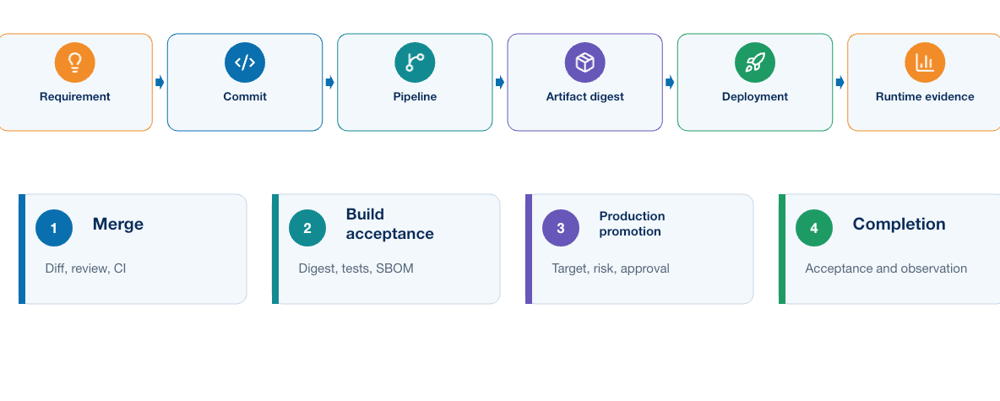 Requirement
Commit
Pipeline
Artifact digest
Deployment
Runtime evidence
1
Merge
Diff, review, CI
2
Build
acceptance
Digest, tests, SBOM
3
Production
promotion
Target, risk, approval
4
Completion
Acceptance and observation